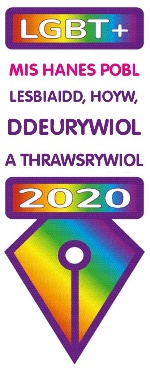 LGBT+
MIS HANES POBL
LESBIAIDD, HOYW,
DDEURYWIOL
A THRAWSRYWIOL
2020